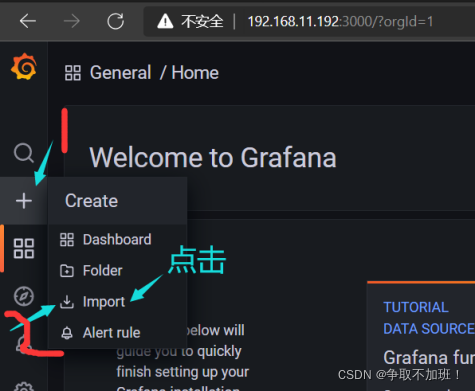 不安全 | 192.168.11.192:3000/?orgId=1
General / Home
Welcome to Grafana
Create
Dashboard
Folder
Import
Alert rule
点击
below will
guide you to quickly
finish setting up your
Grafana installation
TUTORIAL
DATA SOURCE
Grafana fun
CSDN @争取不加班！